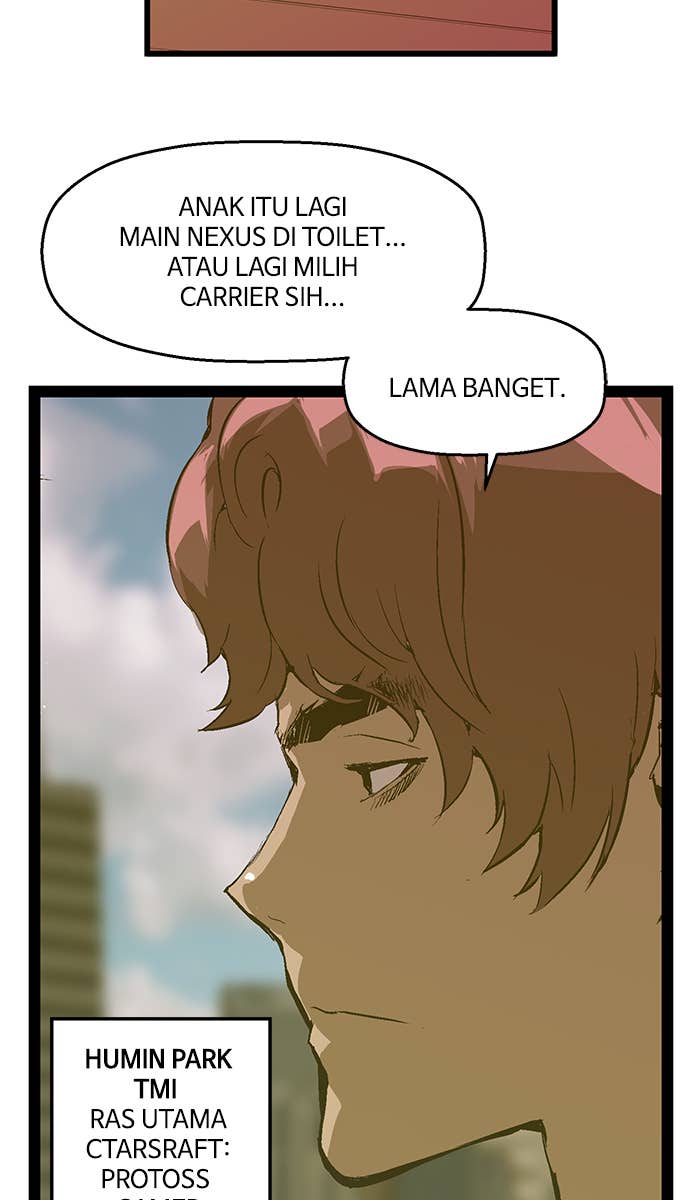 ANAK ITU LAGI
MAIN NEXUS DI TOILET...
ATAU LAGI MILIH
CARRIER SIH...
LAMA BANGET.
HUMIN PARK
TMI
RAS UTAMA
CTARSRAFT:
PROTOSS